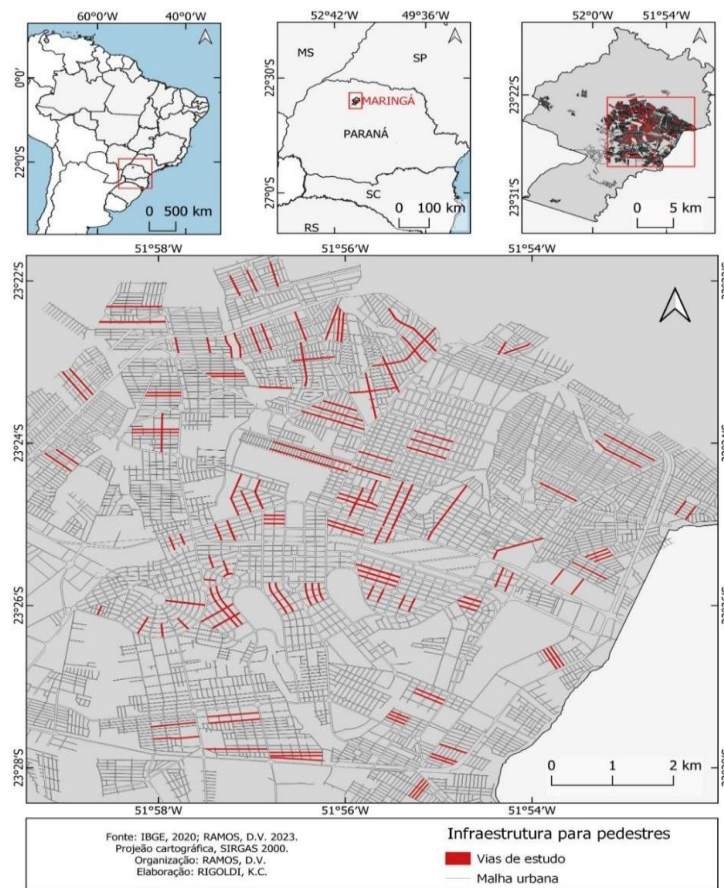 60°0'W 40°0'W
0°0'
22°0'S
0 500 km
52°42'W 49°36'W
22°30'S
27°0'S
MS
SP
MARINGÁ
PARANÁ
SC
RS
0 100 km
52°0'W 51°54'W
23°22'S
23°31'S
0 5 km
51°58'W 51°56'W 51°54'W
23°22'S
23°24'S
23°26'S
23°28'S
0 1 2 km
51°58'W 51°56'W 51°54'W
Fonte: IBGE, 2020; RAMOS, D.V. 2023.
Projeão cartográfica, SIRGAS 2000.
Organização: RAMOS, D.V.
Elaboração: RIGOLDI, K.C.
Infraestrutura para pedestres
Vias de estudo
Malha urbana